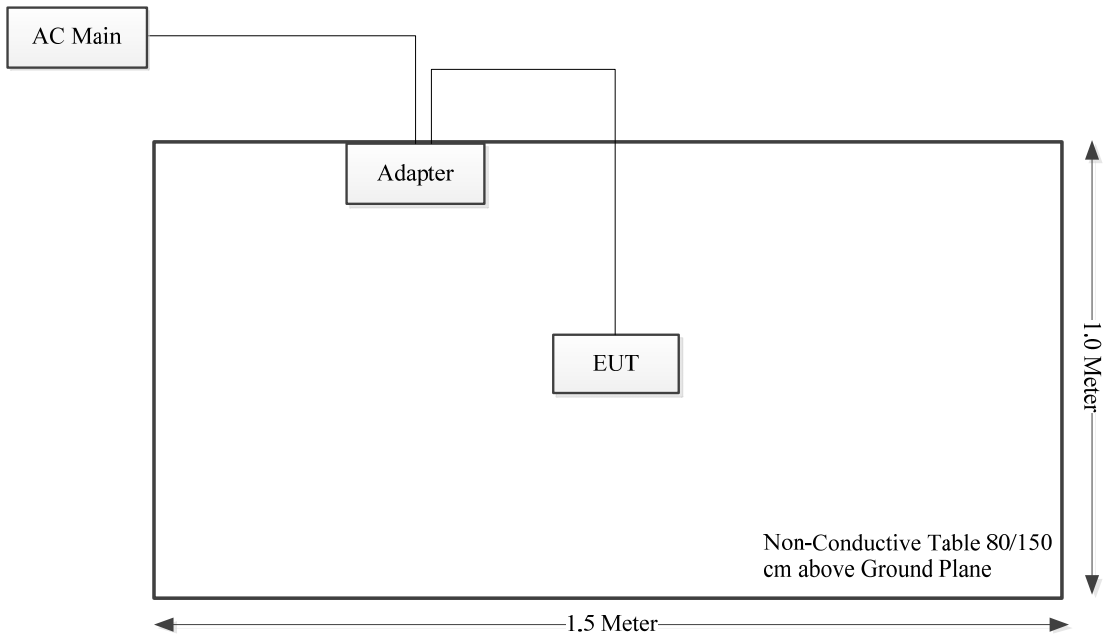 AC Main
Adapter
EUT
1.0 Meter
Non-Conductive Table 80/150
cm above Ground Plane
1.5 Meter